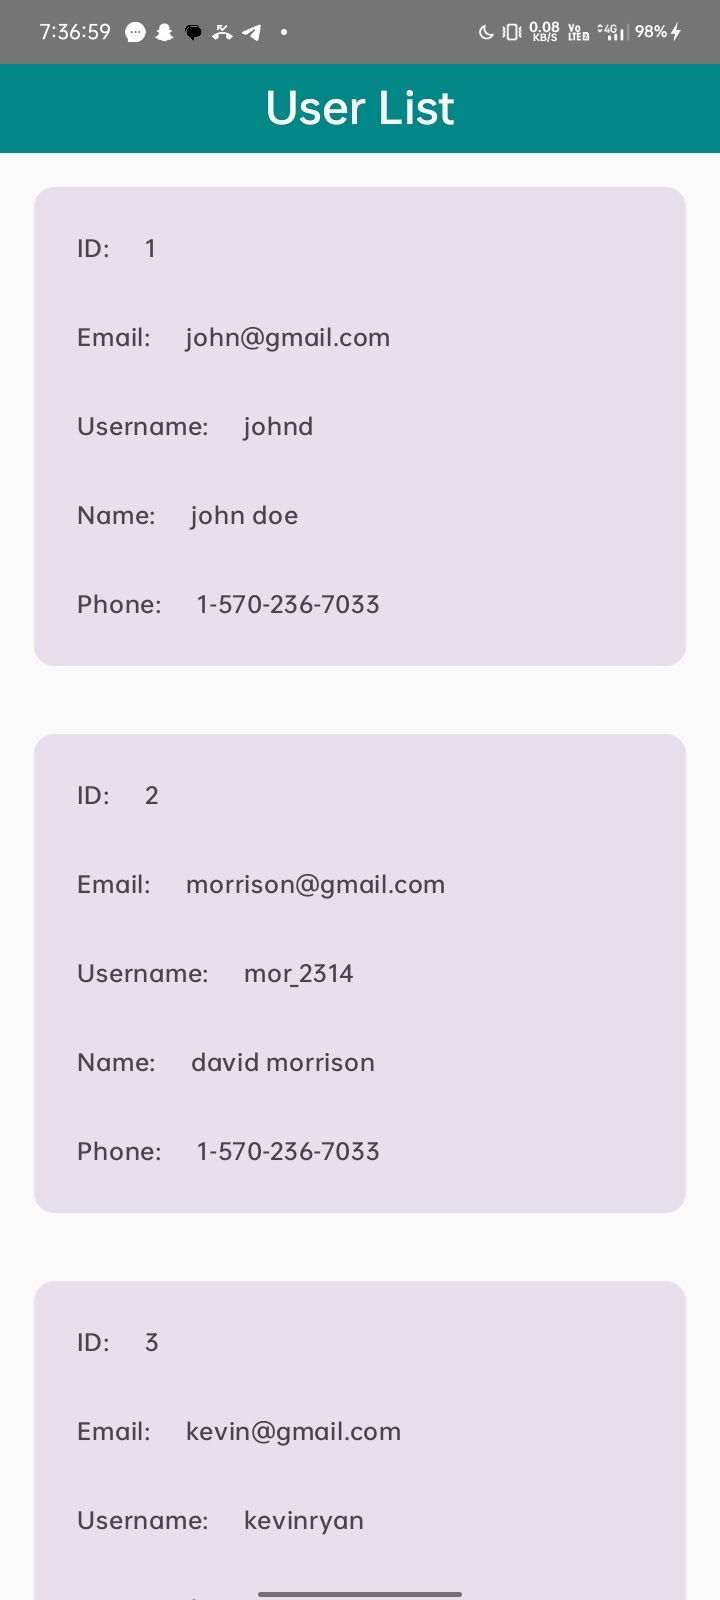 7:36:59 0.08 KB/S Vo LTE 2 4G 98%
User List
ID: 1
Email: john@gmail.com
Username: johnd
Name: john doe
Phone: 1-570-236-7033
ID: 2
Email: morrison@gmail.com
Username: mor_2314
Name: david morrison
Phone: 1-570-236-7033
ID: 3
Email: kevin@gmail.com
Username: kevinryan